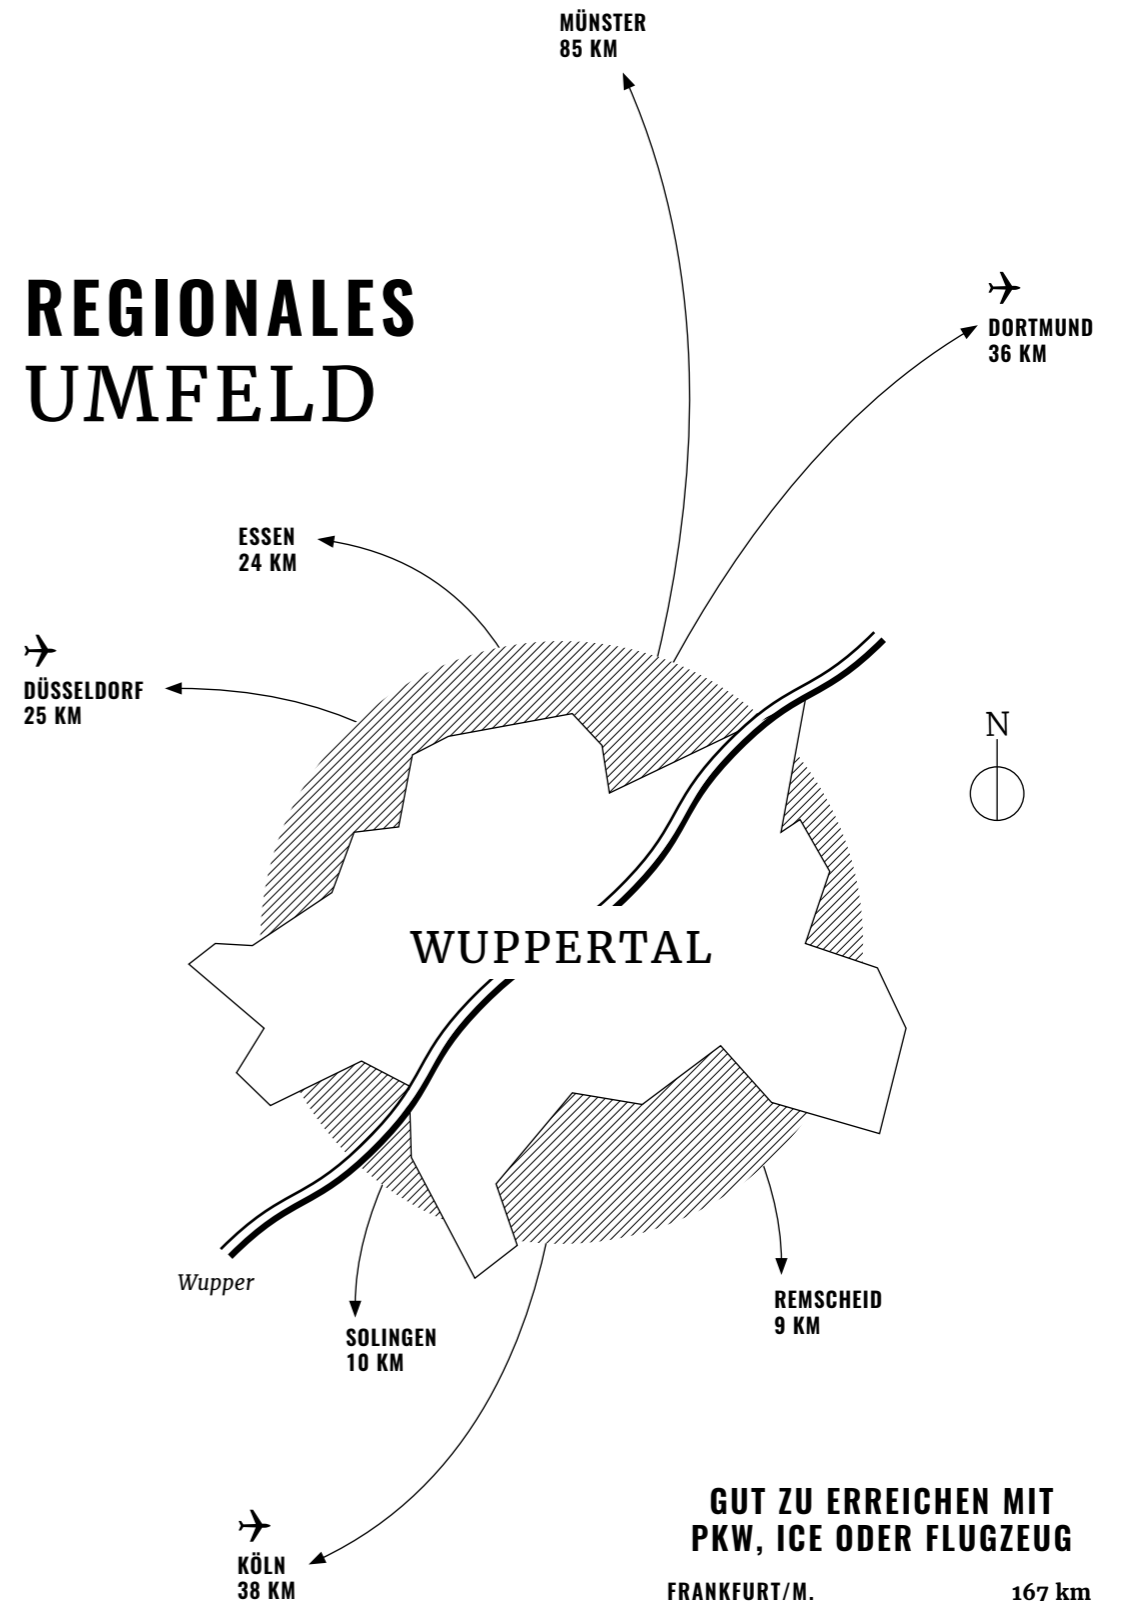 MÜNSTER
85 KM
REGIONALES
UMFELD
DORTMUND
36 KM
ESSEN
24 KM
DÜSSELDORF
25 KM
N
WUPPERTAL
Wupper
SOLINGEN
10 KM
REMSCHEID
9 KM
KÖLN
38 KM
GUT ZU ERREICHEN MIT
PKW, ICE ODER FLUGZEUG
FRANKFURT/M. 167 km